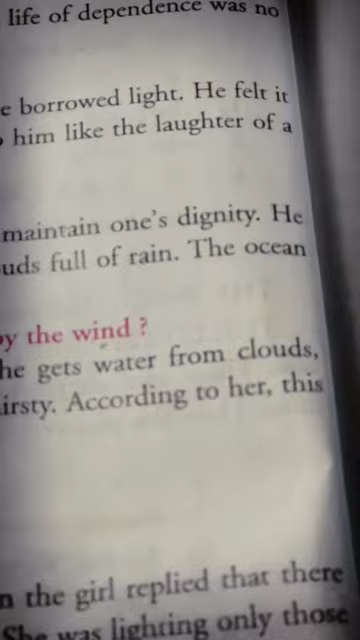 life of dependence was no
e borrowed light. He felt it
him like the laughter of a
maintain one's dignity. He
uds full of rain. The ocean
by the wind ?
he gets water from clouds,
irsty. According to her, this
n the girl replied that there
She was lighting only those